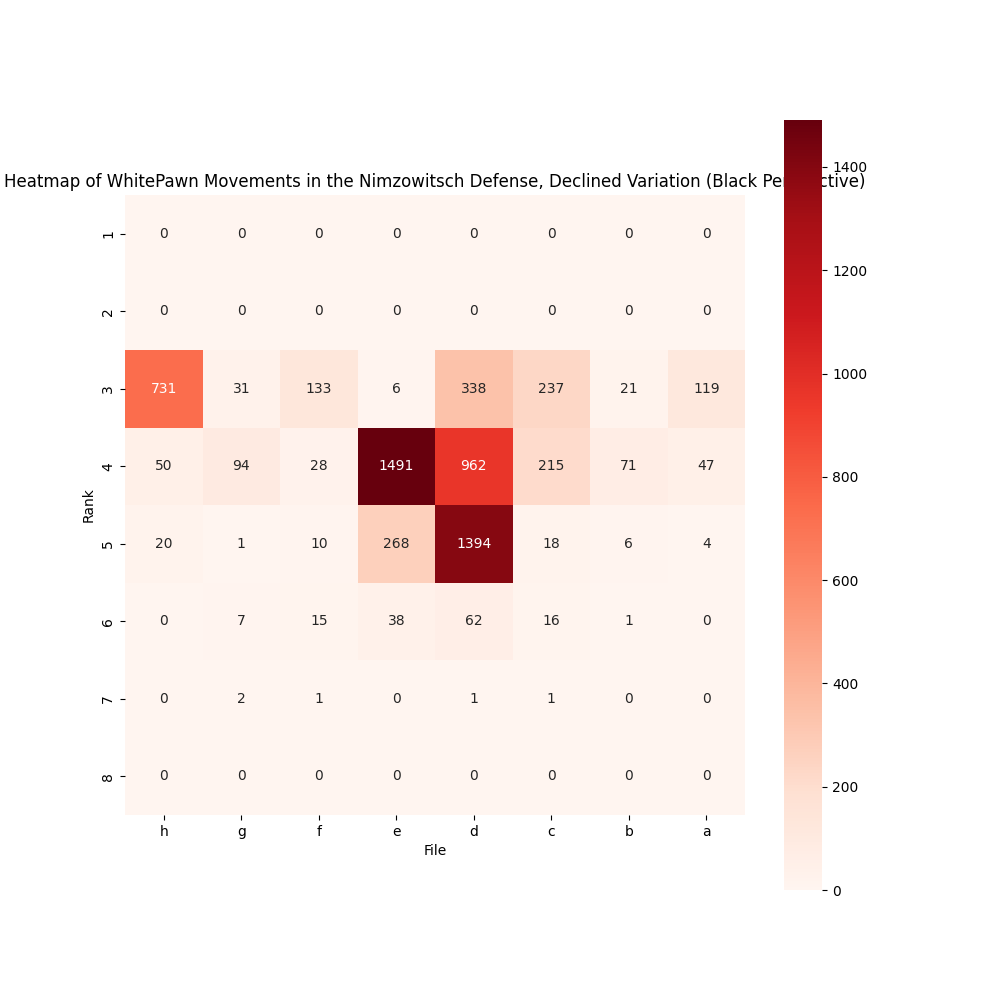 Heatmap of WhitePawn Movements in the Nimzowitsch Defense, Declined Variation (Black Pe ctive)
1 0 0 0 0 0 0 0 0
2 0 0 0 0 0 0 0 0
3 731 31 133 6 338 237 21 119
4 50 94 28 1491 962 215 71 47
5 20 1 10 268 1394 18 6 4
6 0 7 15 38 62 16 1 0
7 0 2 1 0 1 1 0 0
8 0 0 0 0 0 0 0 0
h g f e d c b a
File
Rank
1400
1200
1000
800
600
400
200
0